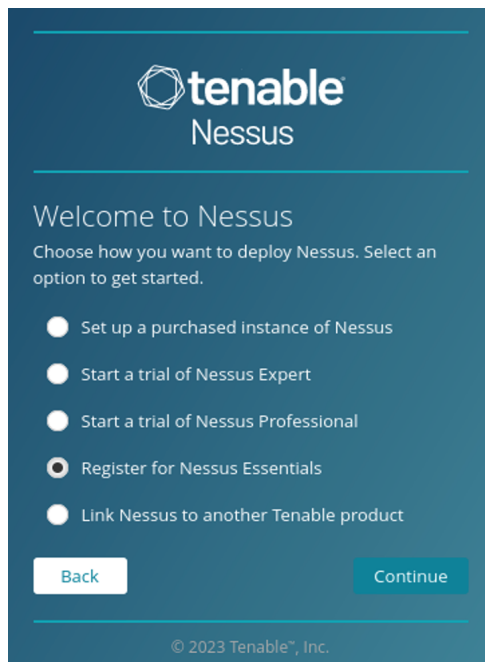 tenable
Nessus
Welcome to Nessus
Choose how you want to deploy Nessus. Select an
option to get started.
Set up a purchased instance of Nessus
Start a trial of Nessus Expert
Start a trial of Nessus Professional
Register for Nessus Essentials
Link Nessus to another Tenable product
Back
Continue
© 2023 Tenable™, Inc.